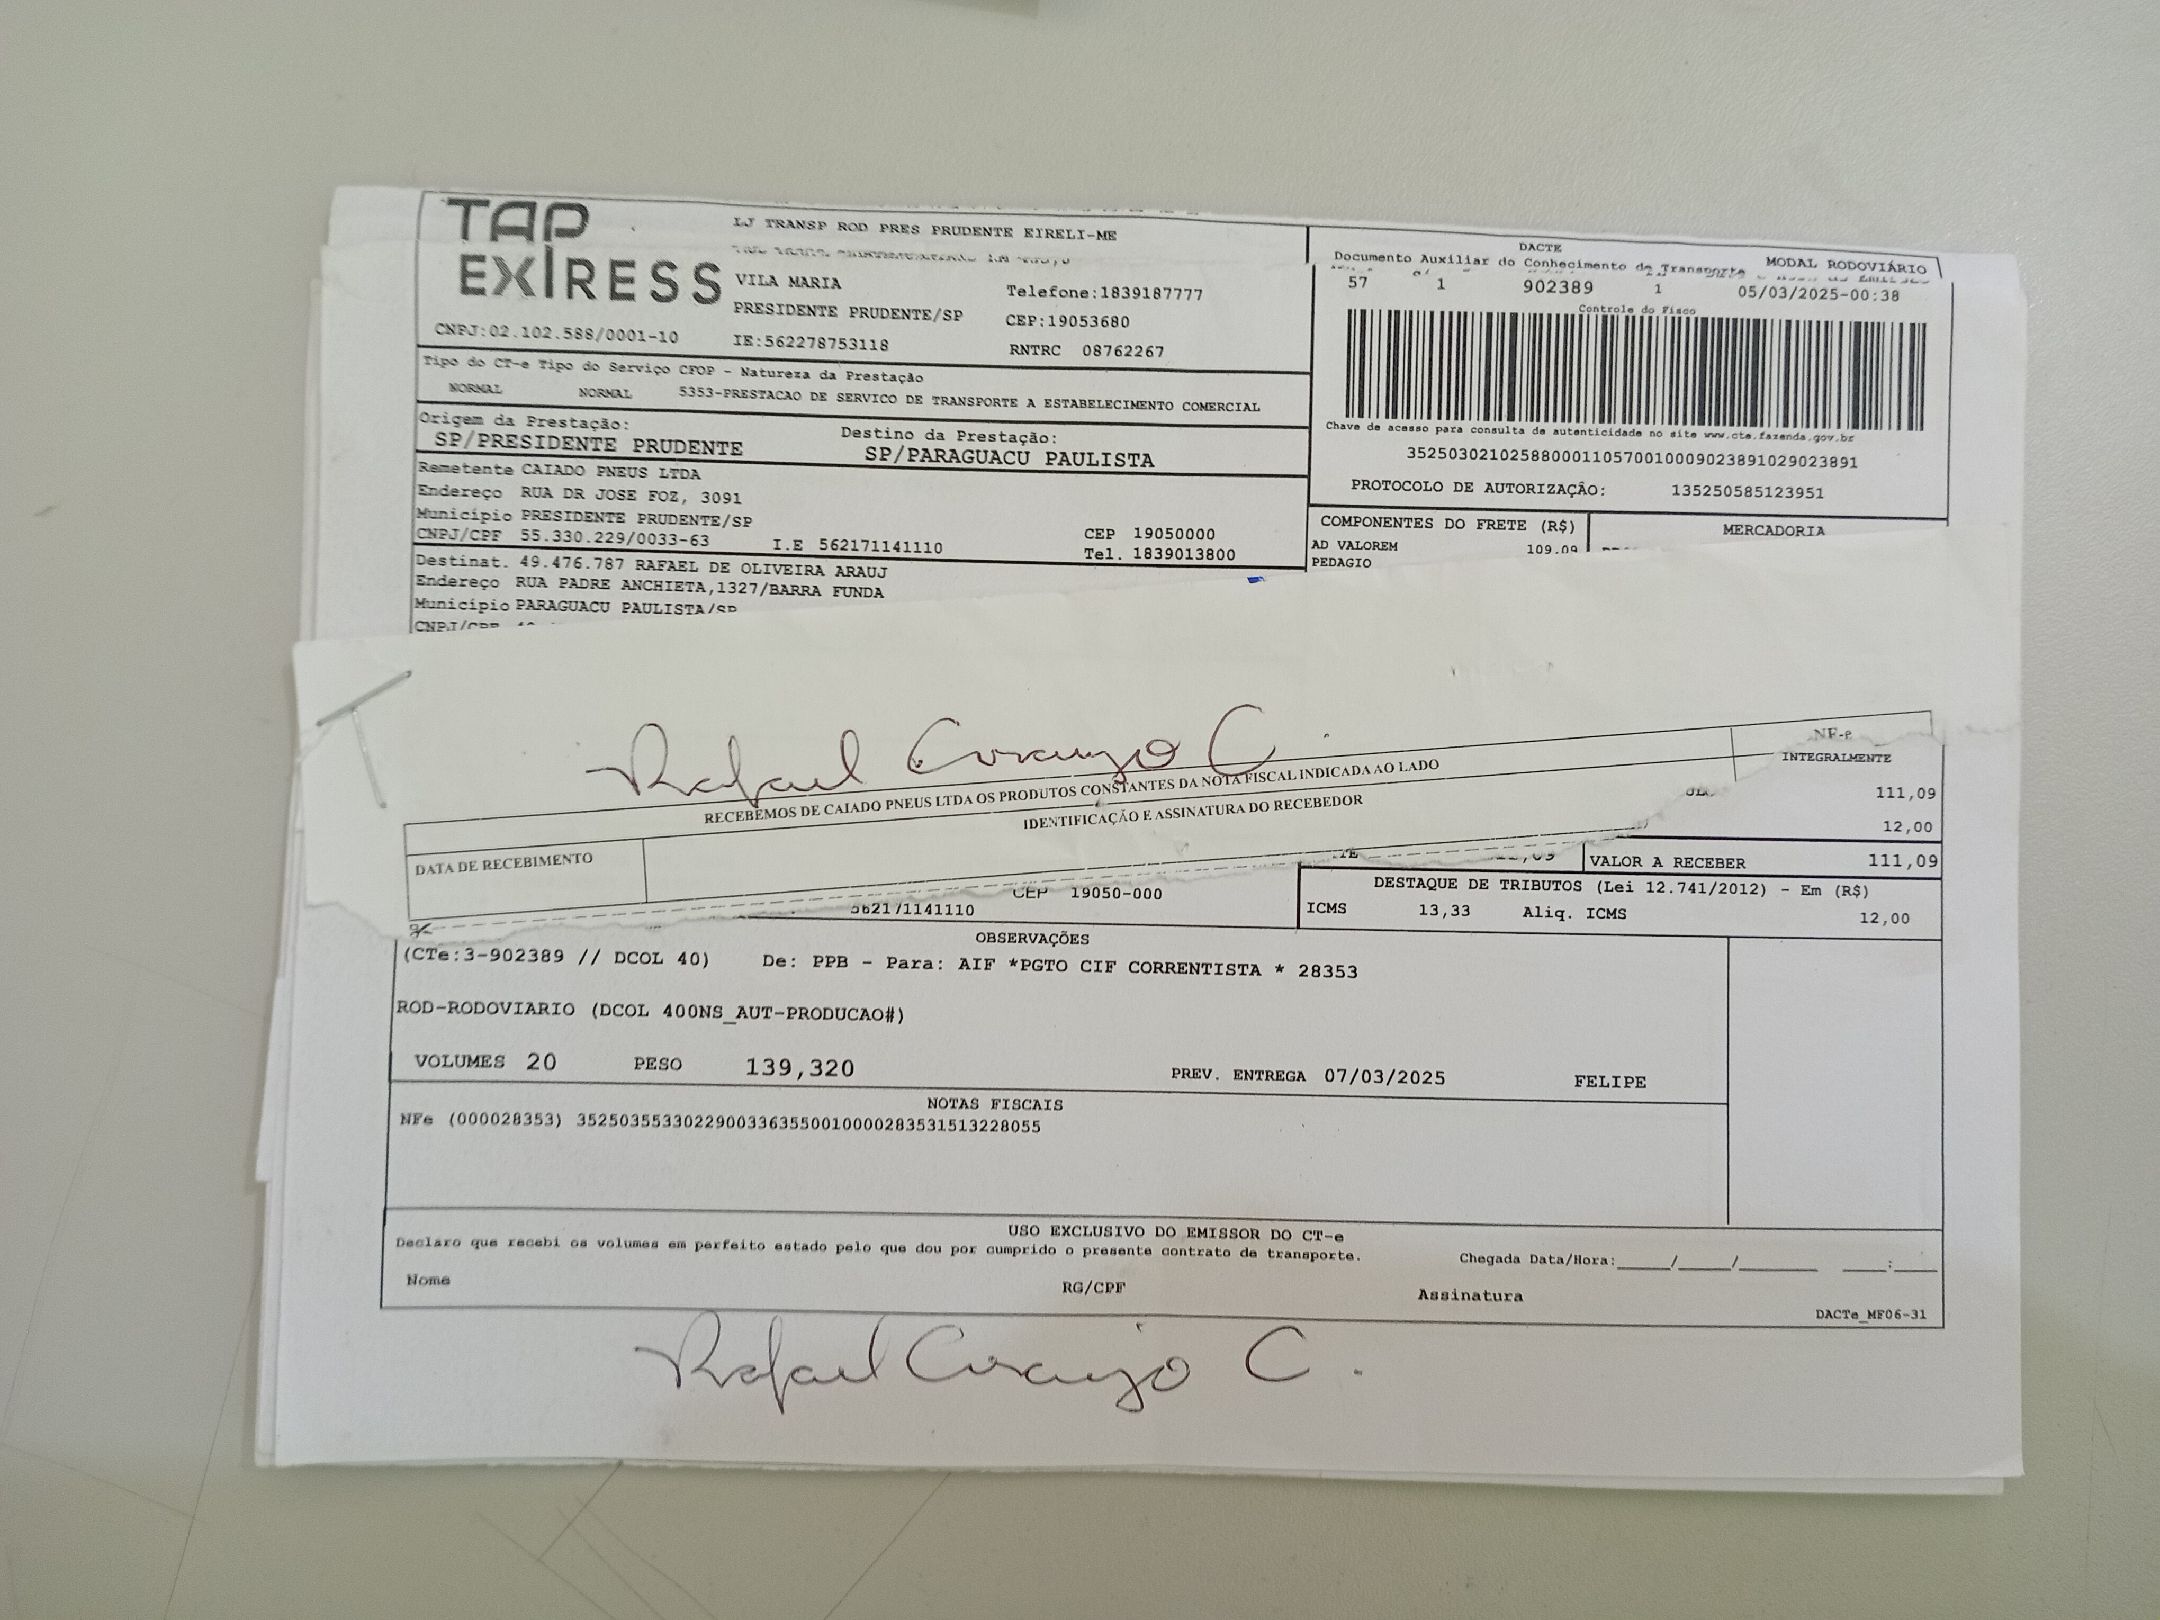 TAP
EXIRESS
LJ TRANSP ROD PRES PRUDENTE EIRELI-ME
VILA MARIA
Telefone:1839187777
PRESIDENTE PRUDENTE/SP
CEP:19053680
CNPJ:02.102.588/0001-10
IE:562278753118
RNTRC 08762267
DACTE
Documento Auxiliar do Conhecimento de Transporte
MODAL RODOVIÁRIO
57 1 902389 1 05/03/2025-00:38
Controle do Fisco
Chave de acesso para consulta de autenticidade no site www.cte.fazenda.gov.br
35250302102588000110570010009023891029023891
PROTOCOLO DE AUTORIZAÇÃO: 135250585123951
Tipo do CT-e Tipo do Serviço CFOP - Natureza da Prestação
NORMAL NORMAL 5353-PRESTACAO DE SERVICO DE TRANSPORTE A ESTABELECIMENTO COMERCIAL
Origem da Prestação:
SP/PRESIDENTE PRUDENTE
Destino da Prestação:
SP/PARAGUACU PAULISTA
Remetente CAIADO PNEUS LTDA
Endereço RUA DR JOSE FOZ, 3091
Município PRESIDENTE PRUDENTE/SP
CEP 19050000
CNPJ/CPF 55.330.229/0033-63 I.E 562171141110
Tel. 1839013800
COMPONENTES DO FRETE (R$)
MERCADORIA
AD VALOREM 109.09
PEDAGIO
Destinat. 49.476.787 RAFAEL DE OLIVEIRA ARAUJ
Endereço RUA PADRE ANCHIETA,1327/BARRA FUNDA
Município PARAGUACU PAULISTA/SP
CNPJ/CPF
Rafael Araujo C
NF-e
RECEBEMOS DE CAIADO PNEUS LTDA OS PRODUTOS CONSTANTES DA NOTA FISCAL INDICADA AO LADO
DATA DE RECEBIMENTO
IDENTIFICAÇÃO E ASSINATURA DO RECEBEDOR
INTEGRALMENTE
111,09
12,00
VALOR A RECEBER 111,09
CEP 19050-000
562171141110
DESTAQUE DE TRIBUTOS (Lei 12.741/2012) - Em (R$)
ICMS 13,33 Aliq. ICMS 12,00
OBSERVAÇÕES
(CTe:3-902389 // DCOL 40) De: PPB - Para: AIF *PGTO CIF CORRENTISTA * 28353
ROD-RODOVIARIO (DCOL 400NS_AUT-PRODUCAO#)
VOLUMES 20 PESO 139,320 PREV. ENTREGA 07/03/2025 FELIPE
NOTAS FISCAIS
NFe (000028353) 35250355330229003363550010000283531513228055
USO EXCLUSIVO DO EMISSOR DO CT-e
Declaro que recebi os volumes em perfeito estado pelo que dou por cumprido o presente contrato de transporte.
Chegada Data/Hora:_____/_____/_______ ____:____
Nome RG/CPF Assinatura
DACTe_MF06-31
Rafael Araujo C.